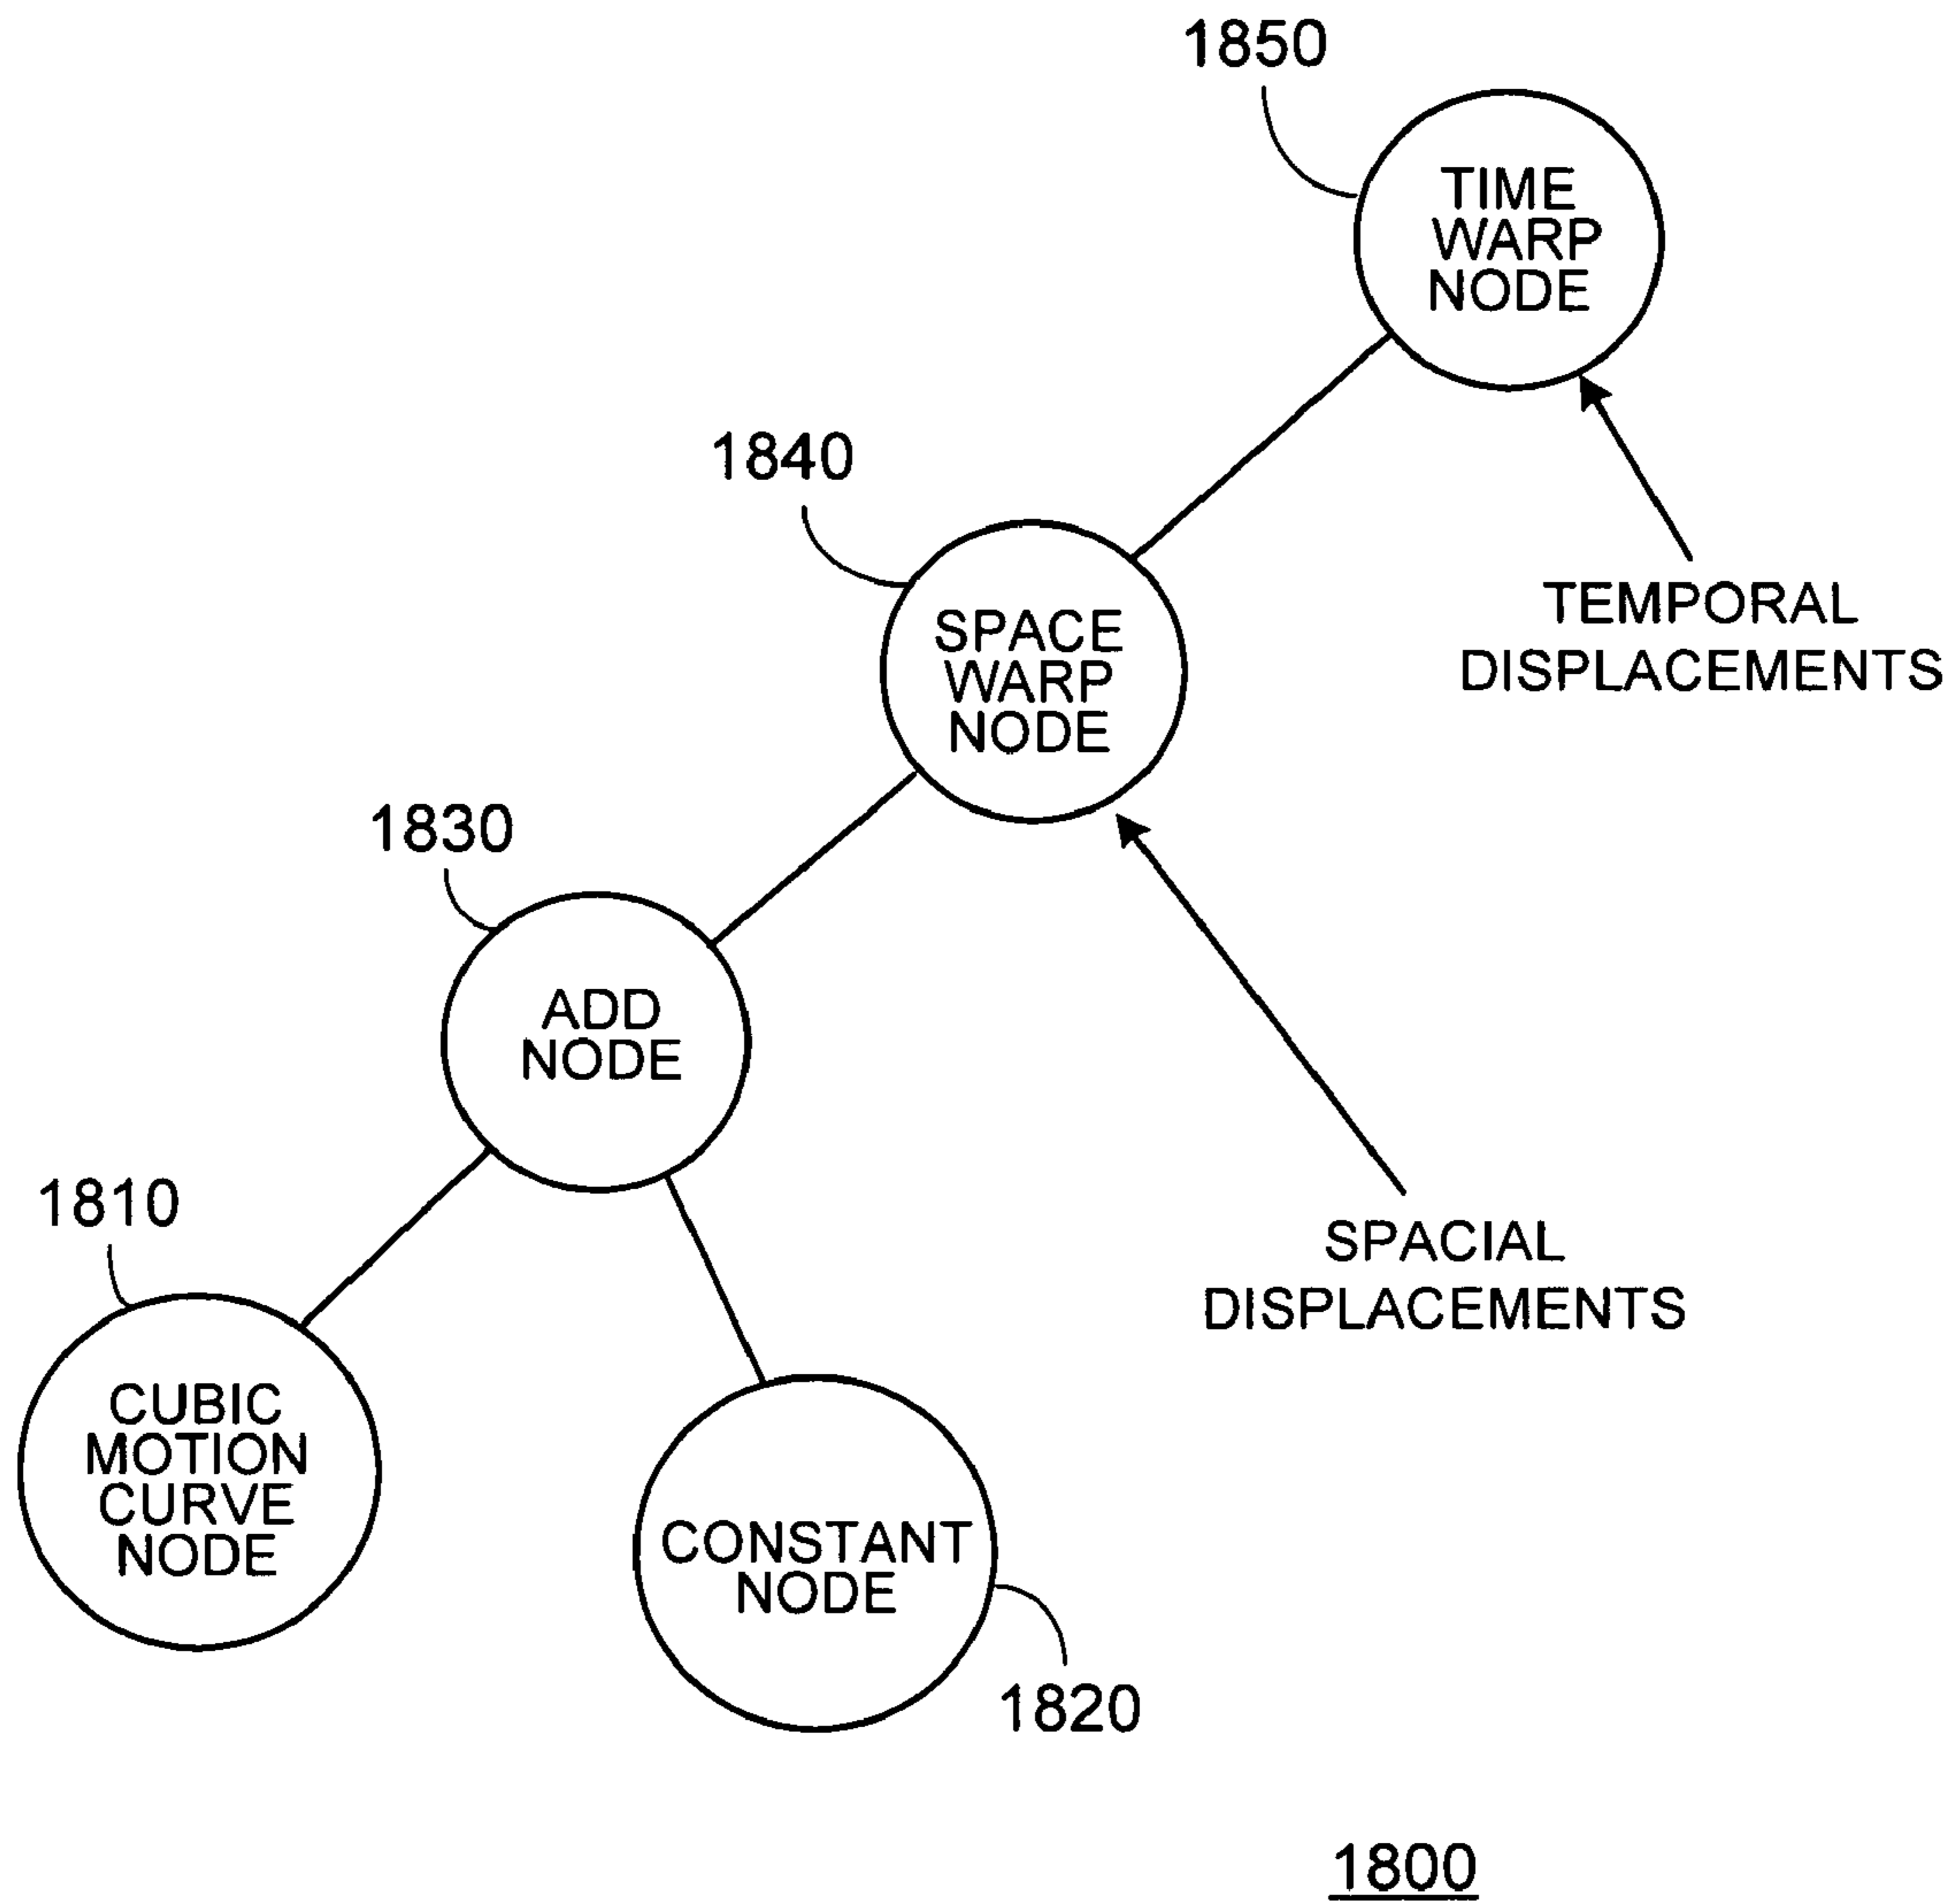 1850
TIME
WARP
NODE
1840
TEMPORAL
DISPLACEMENTS
SPACE
WARP
NODE
1830
ADD
NODE
1810
SPACIAL
DISPLACEMENTS
CUBIC
MOTION
CURVE
NODE
CONSTANT
NODE
1820
1800